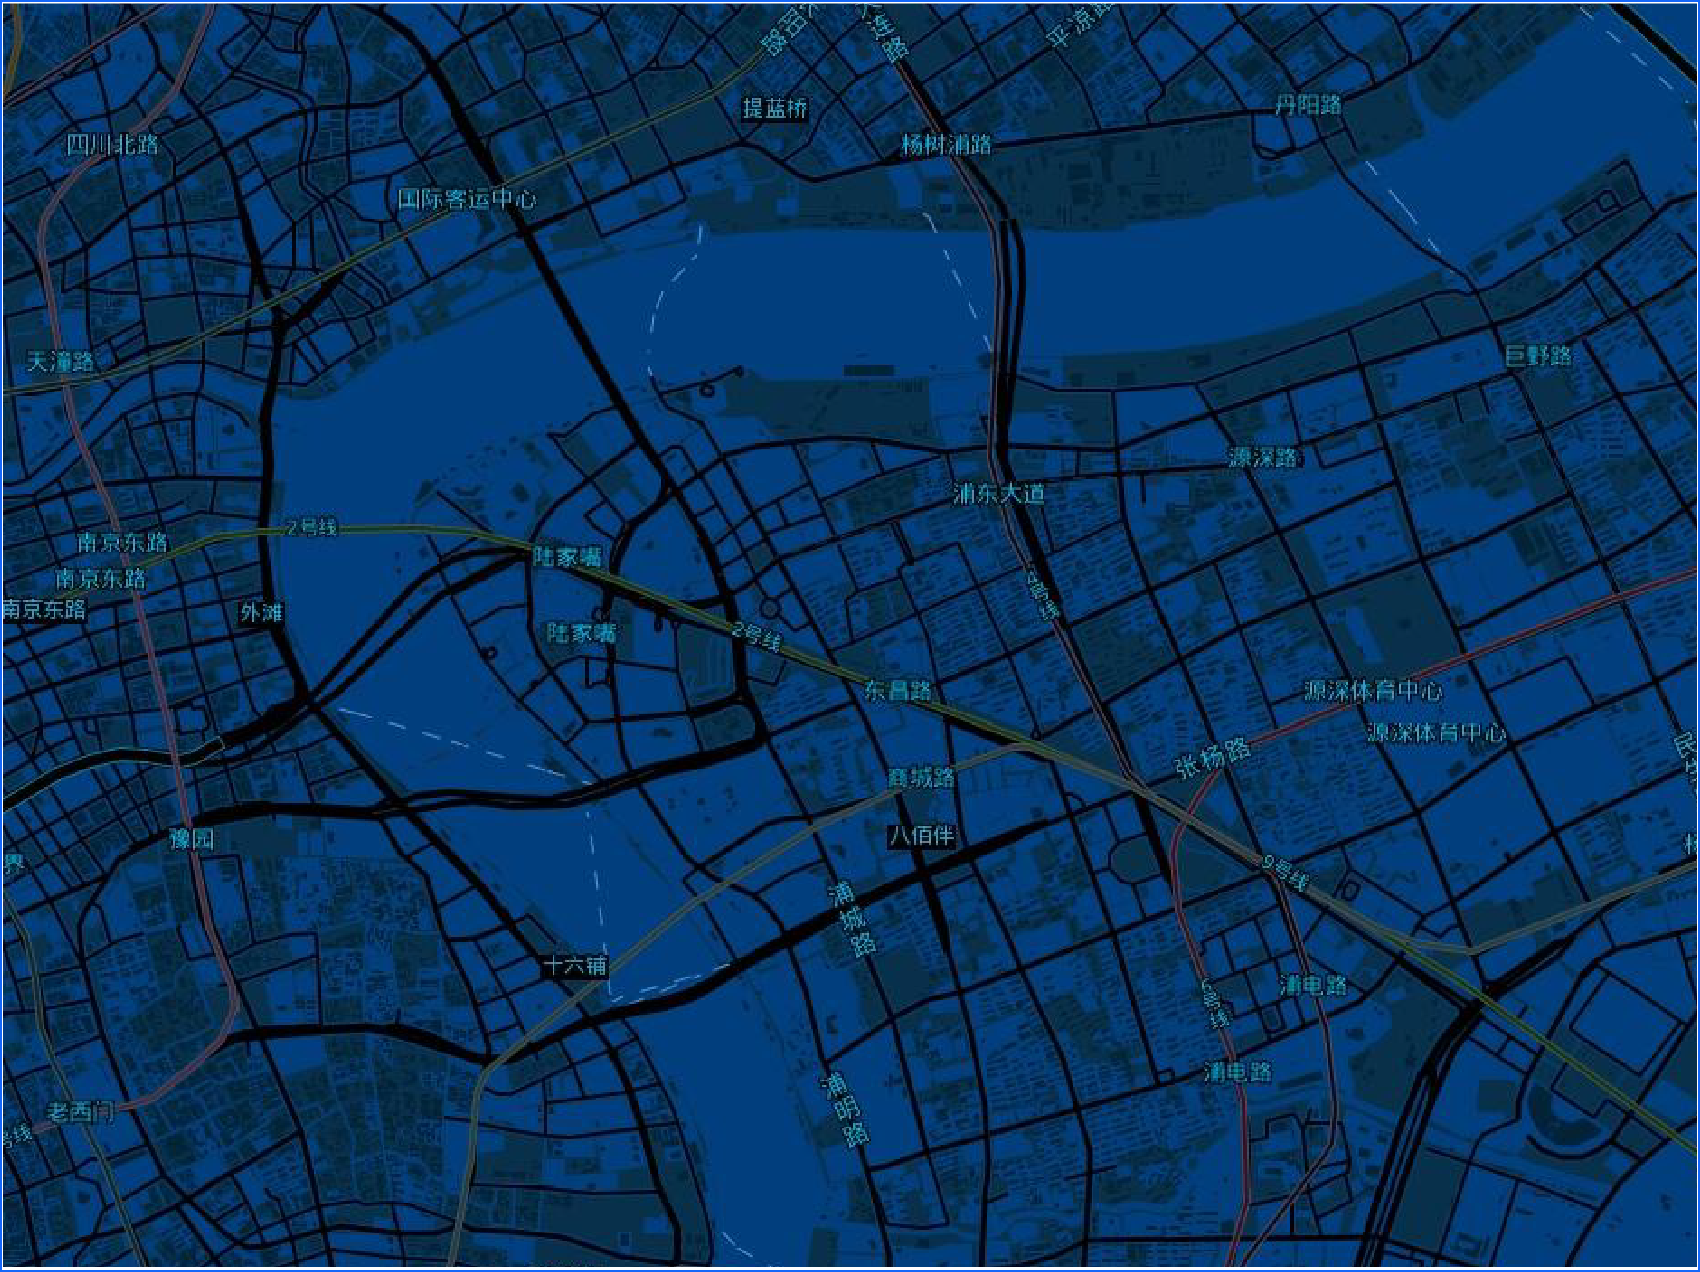 大连路
平凉路
提蓝桥
丹阳路
四川北路
杨树浦路
国际客运中心
天潼路
巨野路
源深路
浦东大道
2号线
南京东路
陆家嘴
南京东路
4号线
南京东路
外滩
陆家嘴
2号线
东昌路
源深体育中心
源深体育中心
张杨路
商城路
豫园
八佰伴
界
9号线
浦城路
十六铺
浦电路
6号线
浦电路
浦明路
老西门
号线